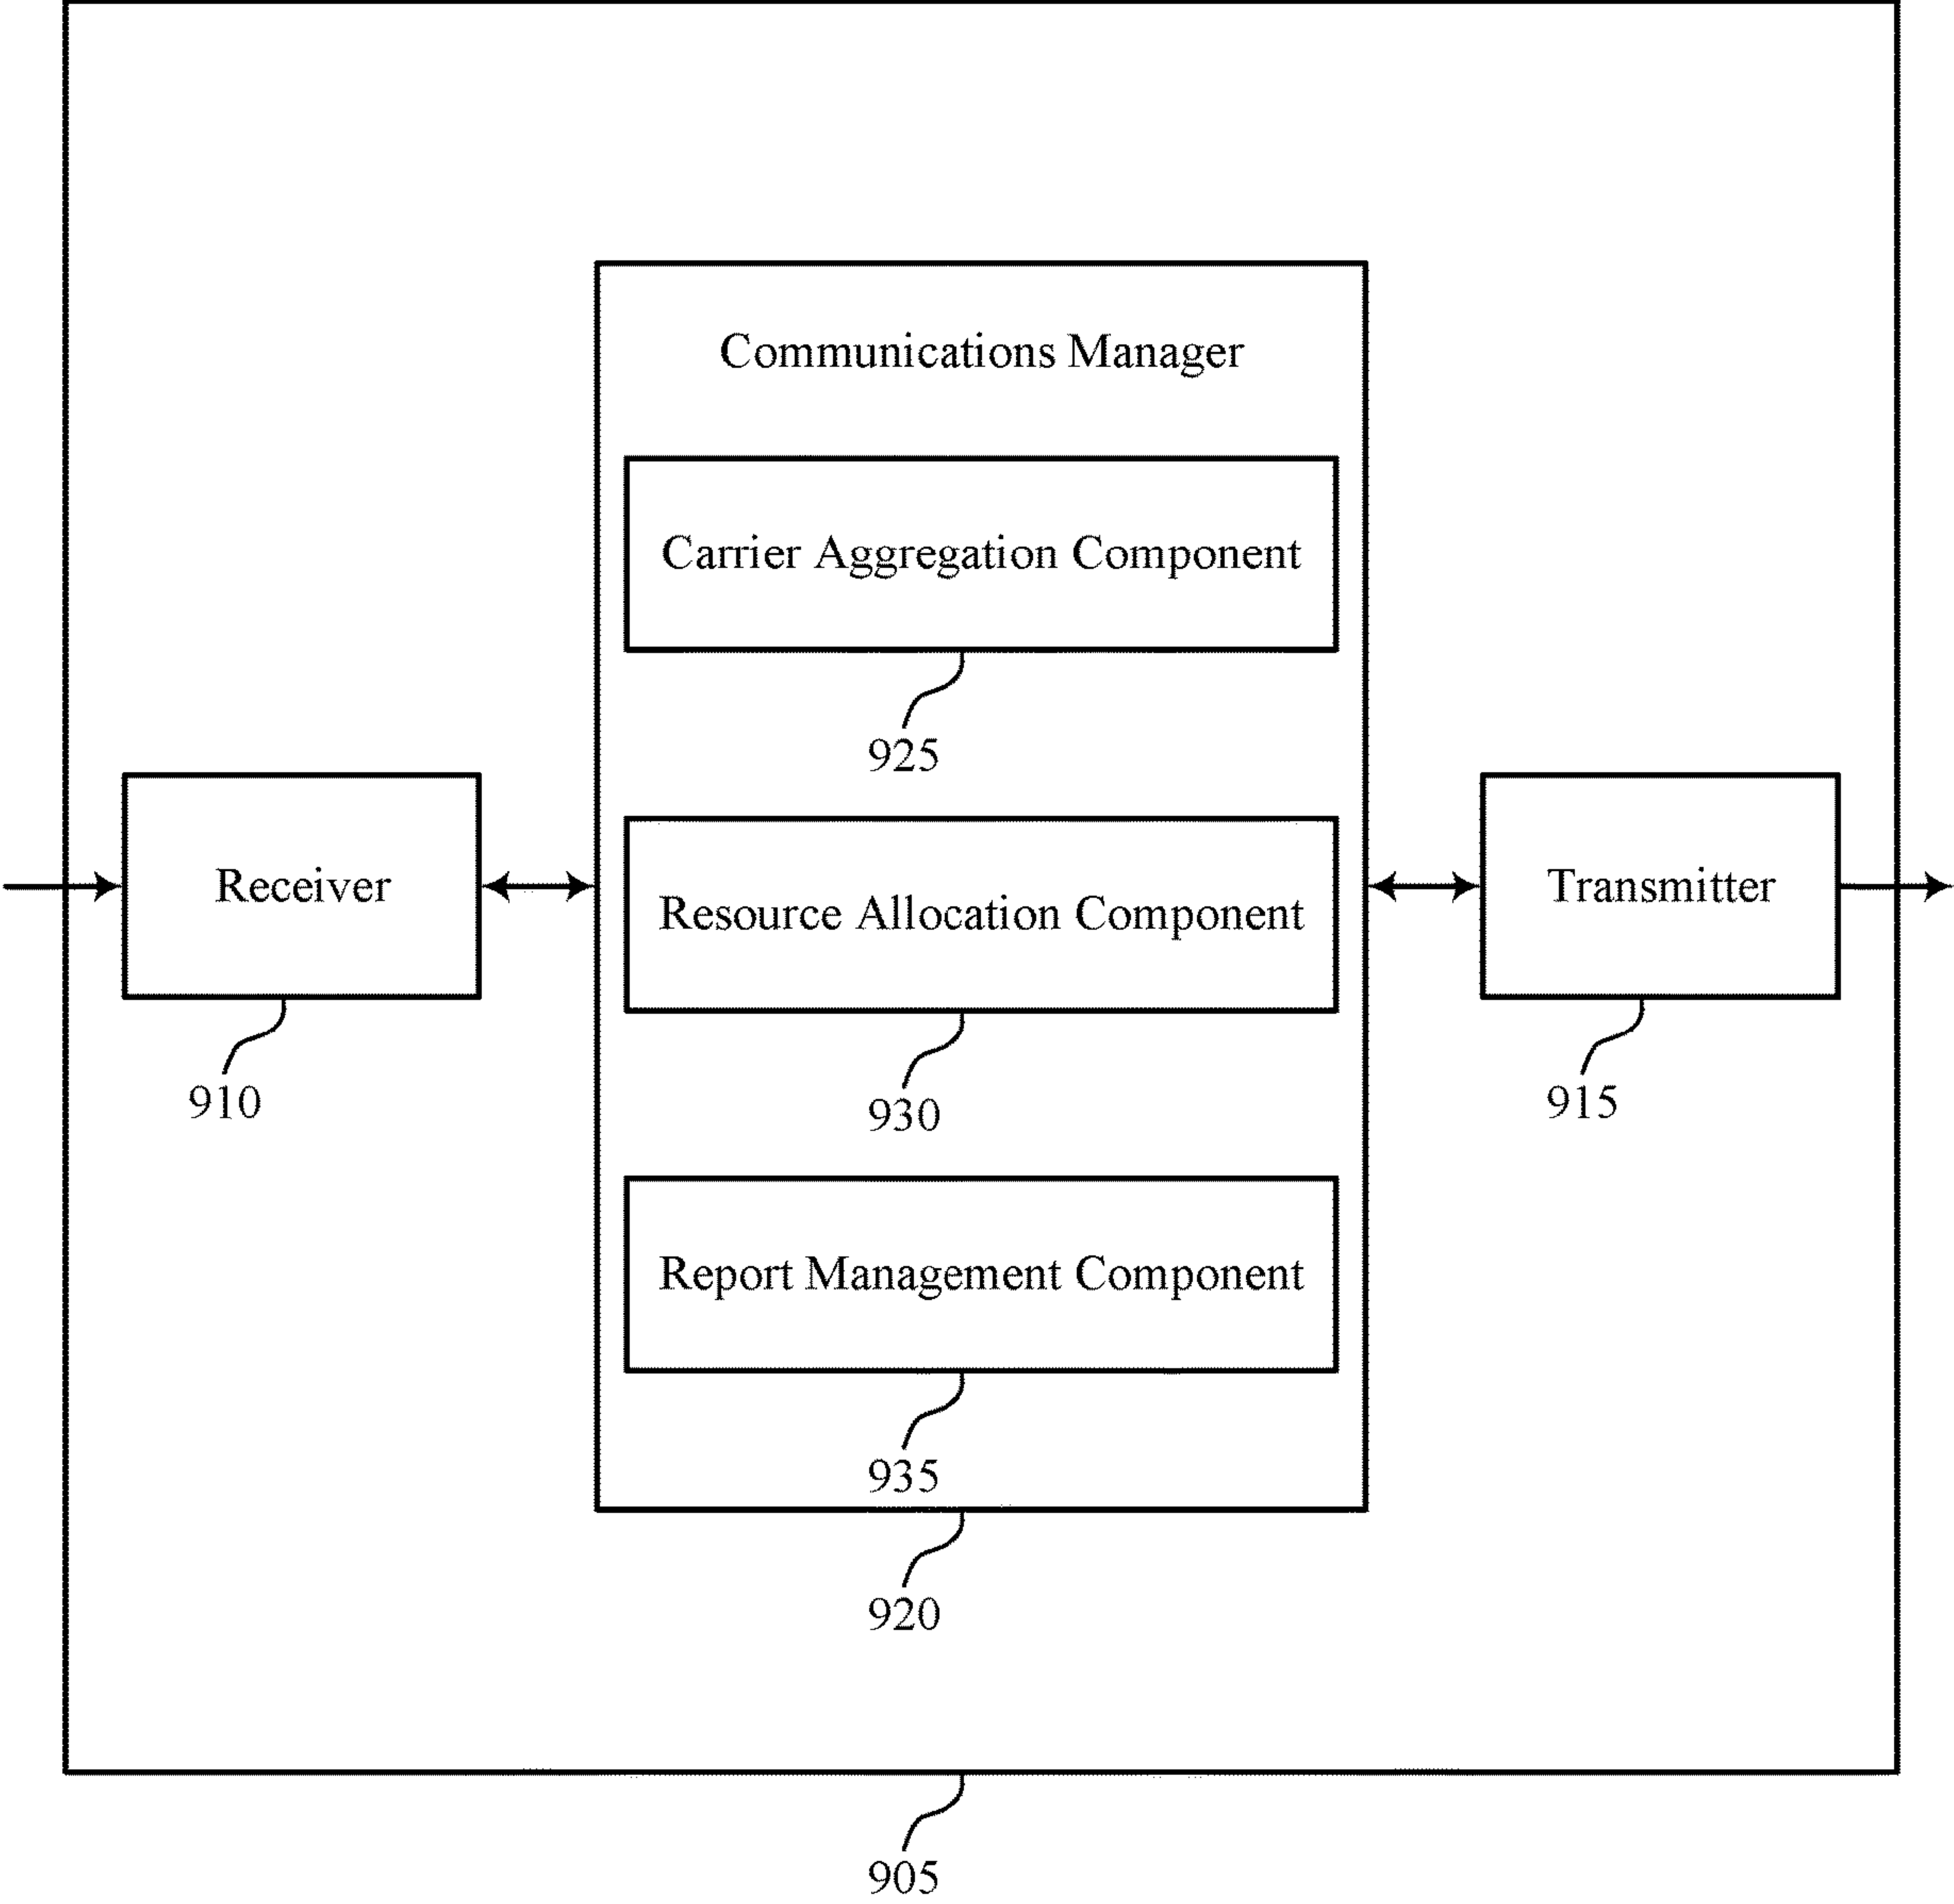 Communications Manager
Carrier Aggregation Component
925
Receiver
Resource Allocation Component
Transmitter
910
930
915
Report Management Component
935
920
905